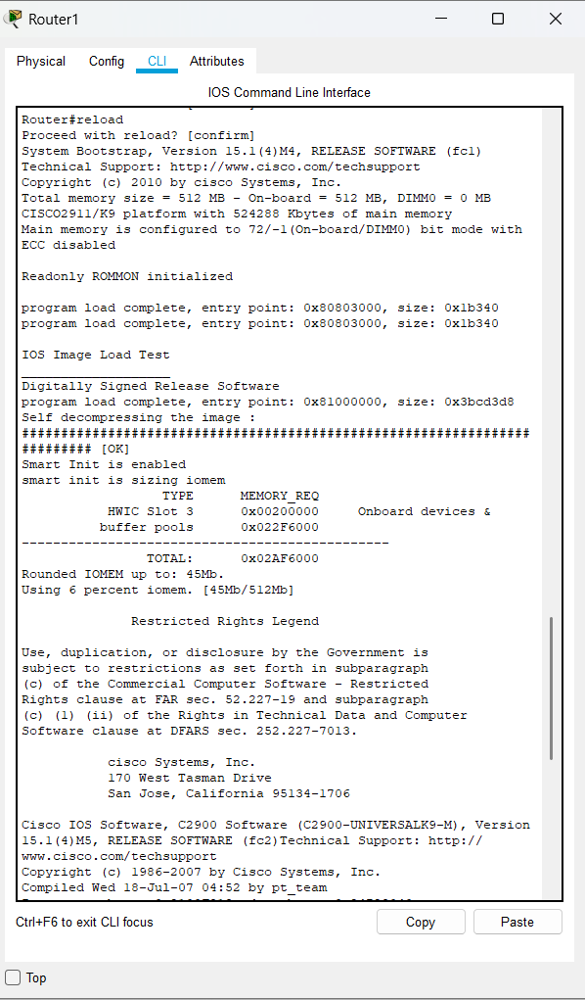 Router1
Physical Config CLI Attributes
IOS Command Line Interface
Router#reload
Proceed with reload? [confirm]
System Bootstrap, Version 15.1(4)M4, RELEASE SOFTWARE (fc1)
Technical Support: http://www.cisco.com/techsupport
Copyright (c) 2010 by cisco Systems, Inc.
Total memory size = 512 MB - On-board = 512 MB, DIMM0 = 0 MB
CISCO2911/K9 platform with 524288 Kbytes of main memory
Main memory is configured to 72/-1(On-board/DIMM0) bit mode with
ECC disabled
Readonly ROMMON initialized
program load complete, entry point: 0x80803000, size: 0x1b340
program load complete, entry point: 0x80803000, size: 0x1b340
IOS Image Load Test
___________________
Digitally Signed Release Software
program load complete, entry point: 0x81000000, size: 0x3bcd3d8
Self decompressing the image :
#################################################################
######### [OK]
Smart Init is enabled
smart init is sizing iomem
TYPE MEMORY_REQ
HWIC Slot 3 0x00200000 Onboard devices &
buffer pools 0x022F6000
-----------------------------------------------
TOTAL: 0x02AF6000
Rounded IOMEM up to: 45Mb.
Using 6 percent iomem. [45Mb/512Mb]
Restricted Rights Legend
Use, duplication, or disclosure by the Government is
subject to restrictions as set forth in subparagraph
(c) of the Commercial Computer Software - Restricted
Rights clause at FAR sec. 52.227-19 and subparagraph
(c) (1) (ii) of the Rights in Technical Data and Computer
Software clause at DFARS sec. 252.227-7013.
cisco Systems, Inc.
170 West Tasman Drive
San Jose, California 95134-1706
Cisco IOS Software, C2900 Software (C2900-UNIVERSALK9-M), Version
15.1(4)M5, RELEASE SOFTWARE (fc2)Technical Support: http://
www.cisco.com/techsupport
Copyright (c) 1986-2007 by Cisco Systems, Inc.
Compiled Wed 18-Jul-07 04:52 by pt_team
Ctrl+F6 to exit CLI focus
Copy
Paste
Top